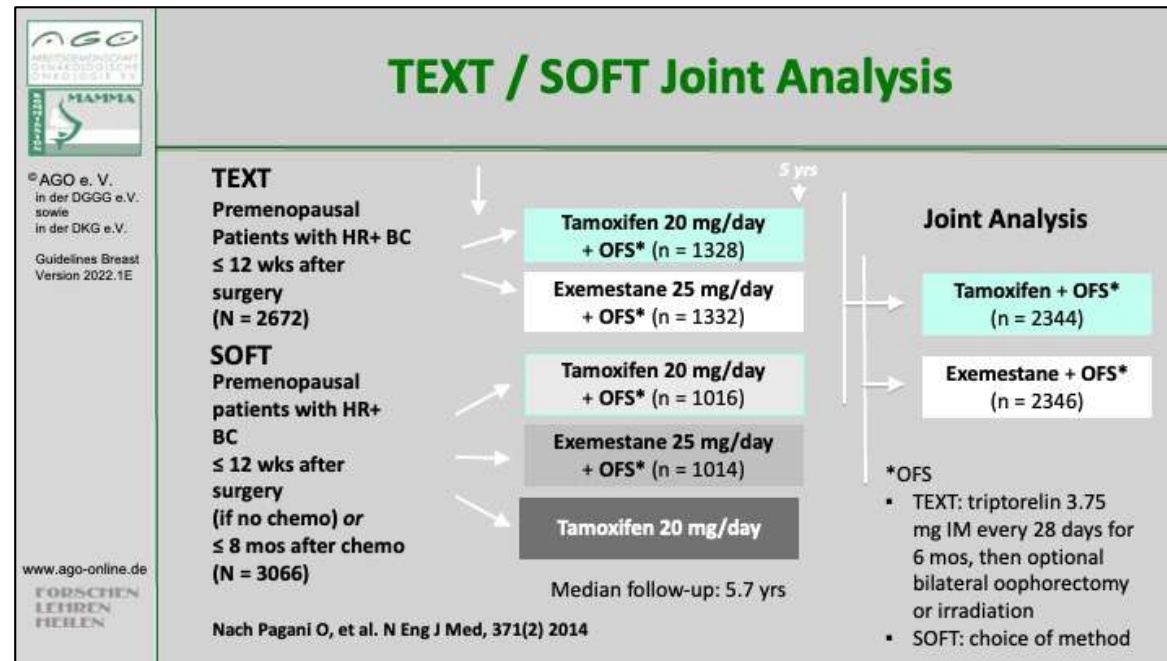 AGO
ARBEITSGEMEINSCHAFT
GYNÄKOLOGISCHE
ONKOLOGIE E.V.
MAMMA
© AGO e. V.
in der DGGG e.V.
sowie
in der DKG e.V.
Guidelines Breast
Version 2022.1E
www.ago-online.de
FORSCHEN
LEHREN
HEILEN
TEXT / SOFT Joint Analysis
TEXT
Premenopausal
Patients with HR+ BC
≤ 12 wks after
surgery
(N = 2672)
SOFT
Premenopausal
patients with HR+
BC
≤ 12 wks after
surgery
(if no chemo) or
≤ 8 mos after chemo
(N = 3066)
5 yrs
Tamoxifen 20 mg/day
+ OFS* (n = 1328)
Exemestane 25 mg/day
+ OFS* (n = 1332)
Tamoxifen 20 mg/day
+ OFS* (n = 1016)
Exemestane 25 mg/day
+ OFS* (n = 1014)
Tamoxifen 20 mg/day
Median follow-up: 5.7 yrs
Joint Analysis
Tamoxifen + OFS*
(n = 2344)
Exemestane + OFS*
(n = 2346)
*OFS
▪ TEXT: triptorelin 3.75
mg IM every 28 days for
6 mos, then optional
bilateral oophorectomy
or irradiation
▪ SOFT: choice of method
Nach Pagani O, et al. N Eng J Med, 371(2) 2014